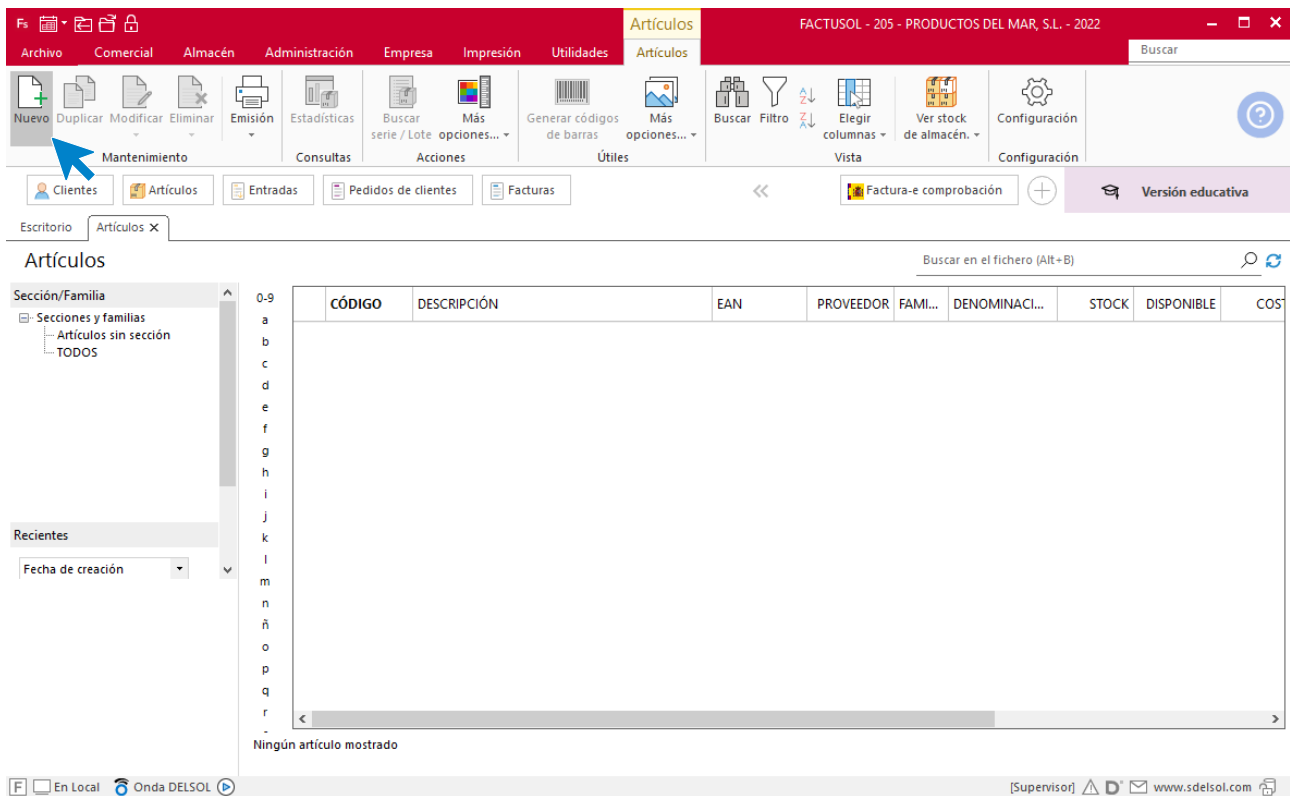 Fs
Artículos
FACTUSOL - 205 - PRODUCTOS DEL MAR, S.L. - 2022
Archivo Comercial Almacén Administración Empresa Impresión Utilidades Artículos
Buscar
Nuevo Duplicar Modificar Eliminar Emisión Estadísticas Buscar serie / Lote Más opciones... Generar códigos de barras Más opciones... Buscar Filtro Elegir columnas Ver stock de almacén. Configuración
Mantenimiento Consultas Acciones Útiles Vista Configuración
Clientes Artículos Entradas Pedidos de clientes Facturas Factura-e comprobación Versión educativa
Escritorio Artículos X
Artículos
Buscar en el fichero (Alt+B)
Sección/Familia
Secciones y familias
Artículos sin sección
TODOS
Recientes
Fecha de creación
0-9
a
b
c
d
e
f
g
h
i
j
k
l
m
n
ñ
o
p
q
r
CÓDIGO DESCRIPCIÓN EAN PROVEEDOR FAMI... DENOMINACI... STOCK DISPONIBLE COST
Ningún artículo mostrado
F En Local Onda DELSOL [Supervisor] D www.sdelsol.com